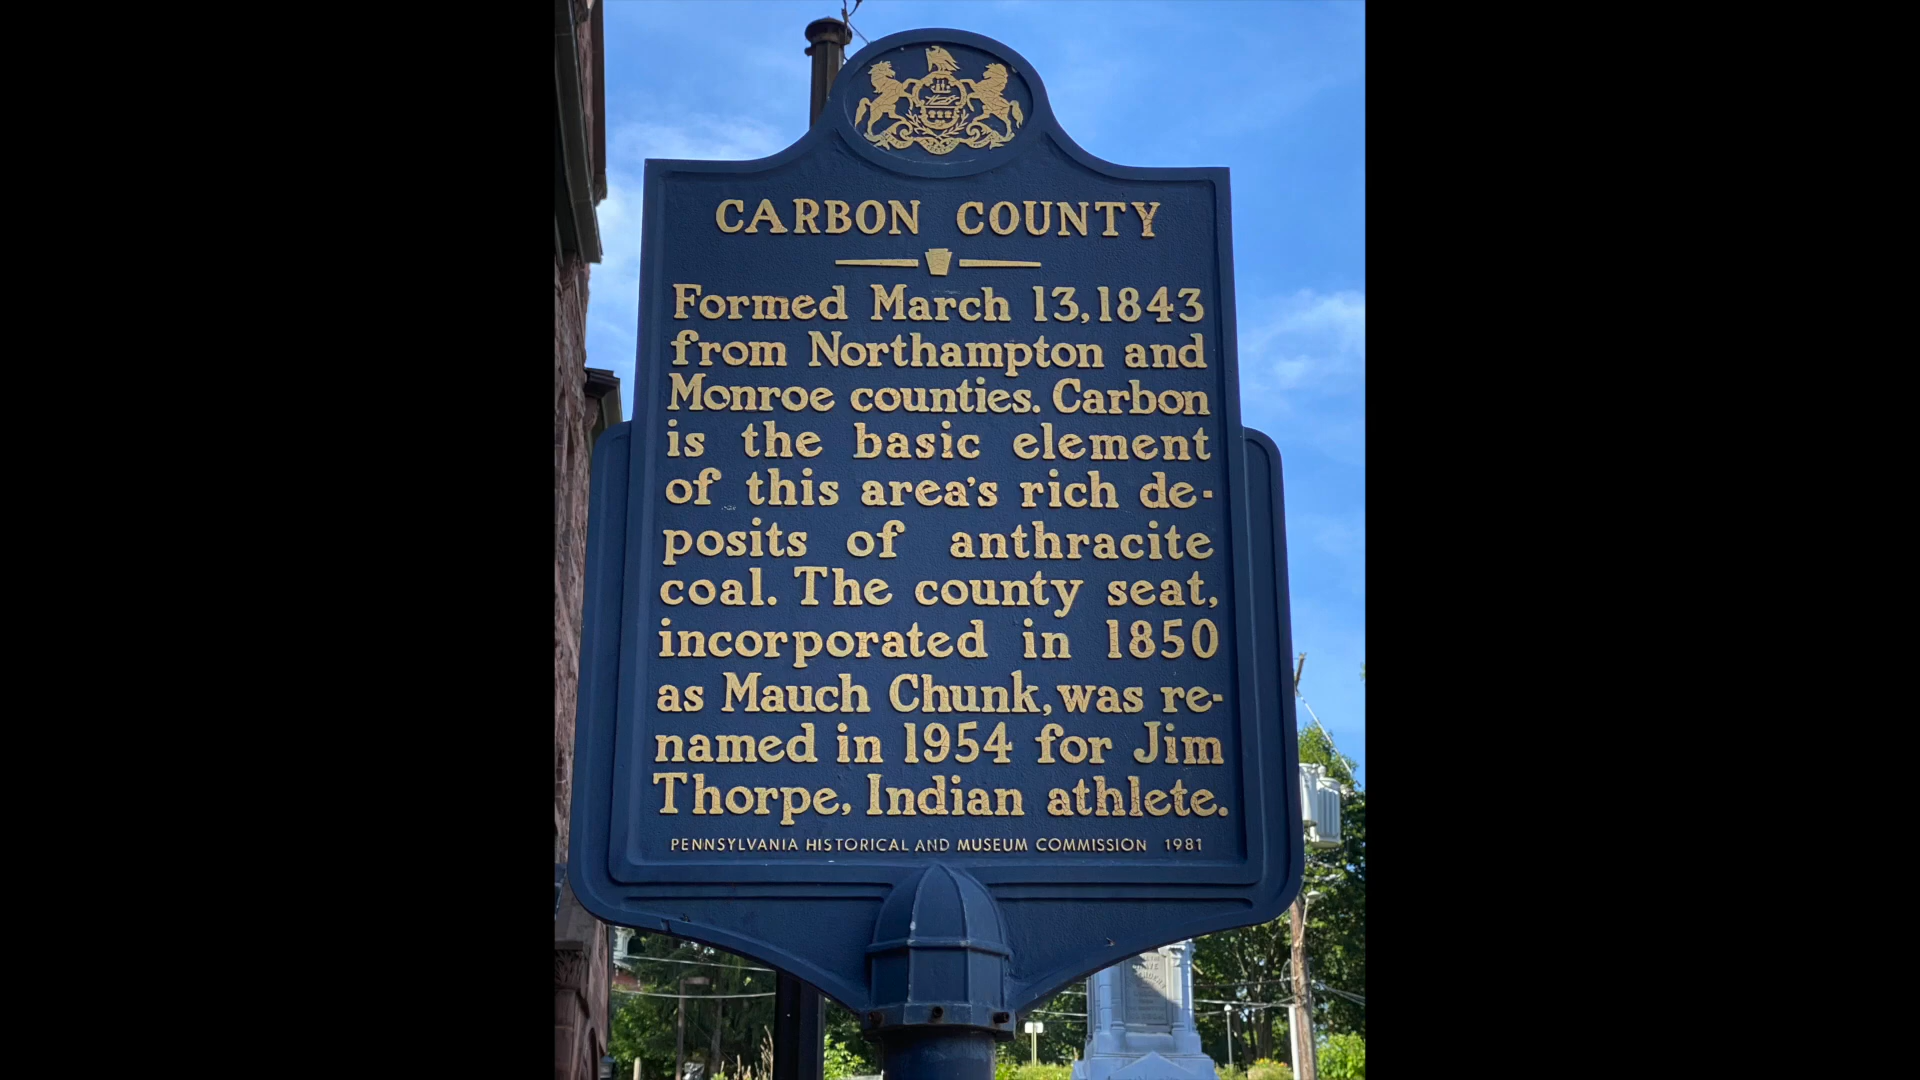 CARBON COUNTY
Formed March 13, 1843
from Northampton and
Monroe counties. Carbon
is the basic element
of this area's rich de-
posits of anthracite
coal. The county seat,
incorporated in 1850
as Mauch Chunk, was re-
named in 1954 for Jim
Thorpe, Indian athlete.
PENNSYLVANIA HISTORICAL AND MUSEUM COMMISSION 1981